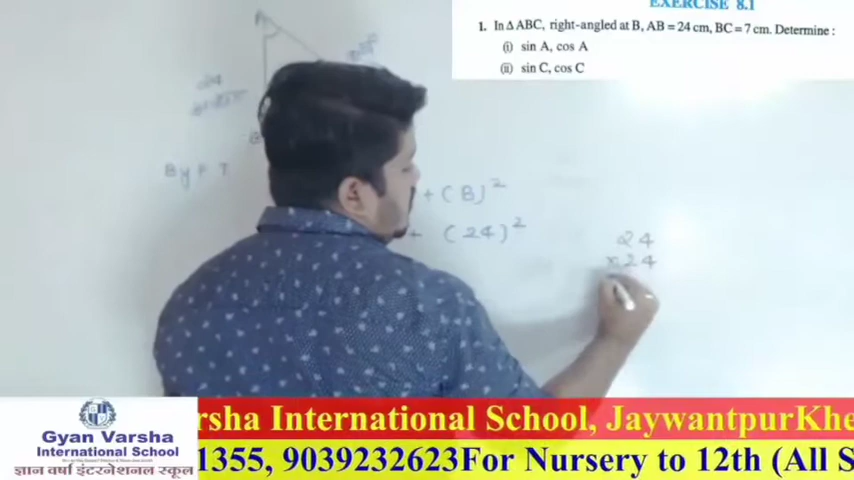 EXERCISE 8.1
1. In Δ ABC, right-angled at B, AB = 24 cm, BC = 7 cm. Determine :
(i) sin A, cos A
(ii) sin C, cos C
A
B
By P T
+ (B)²
+ (24)²
24
× 24
Gyan Varsha
International School
ज्ञान वर्षा इंटरनेशनल स्कूल
rsha International School, JaywantpurKhe
1355, 9039232623For Nursery to 12th (All S